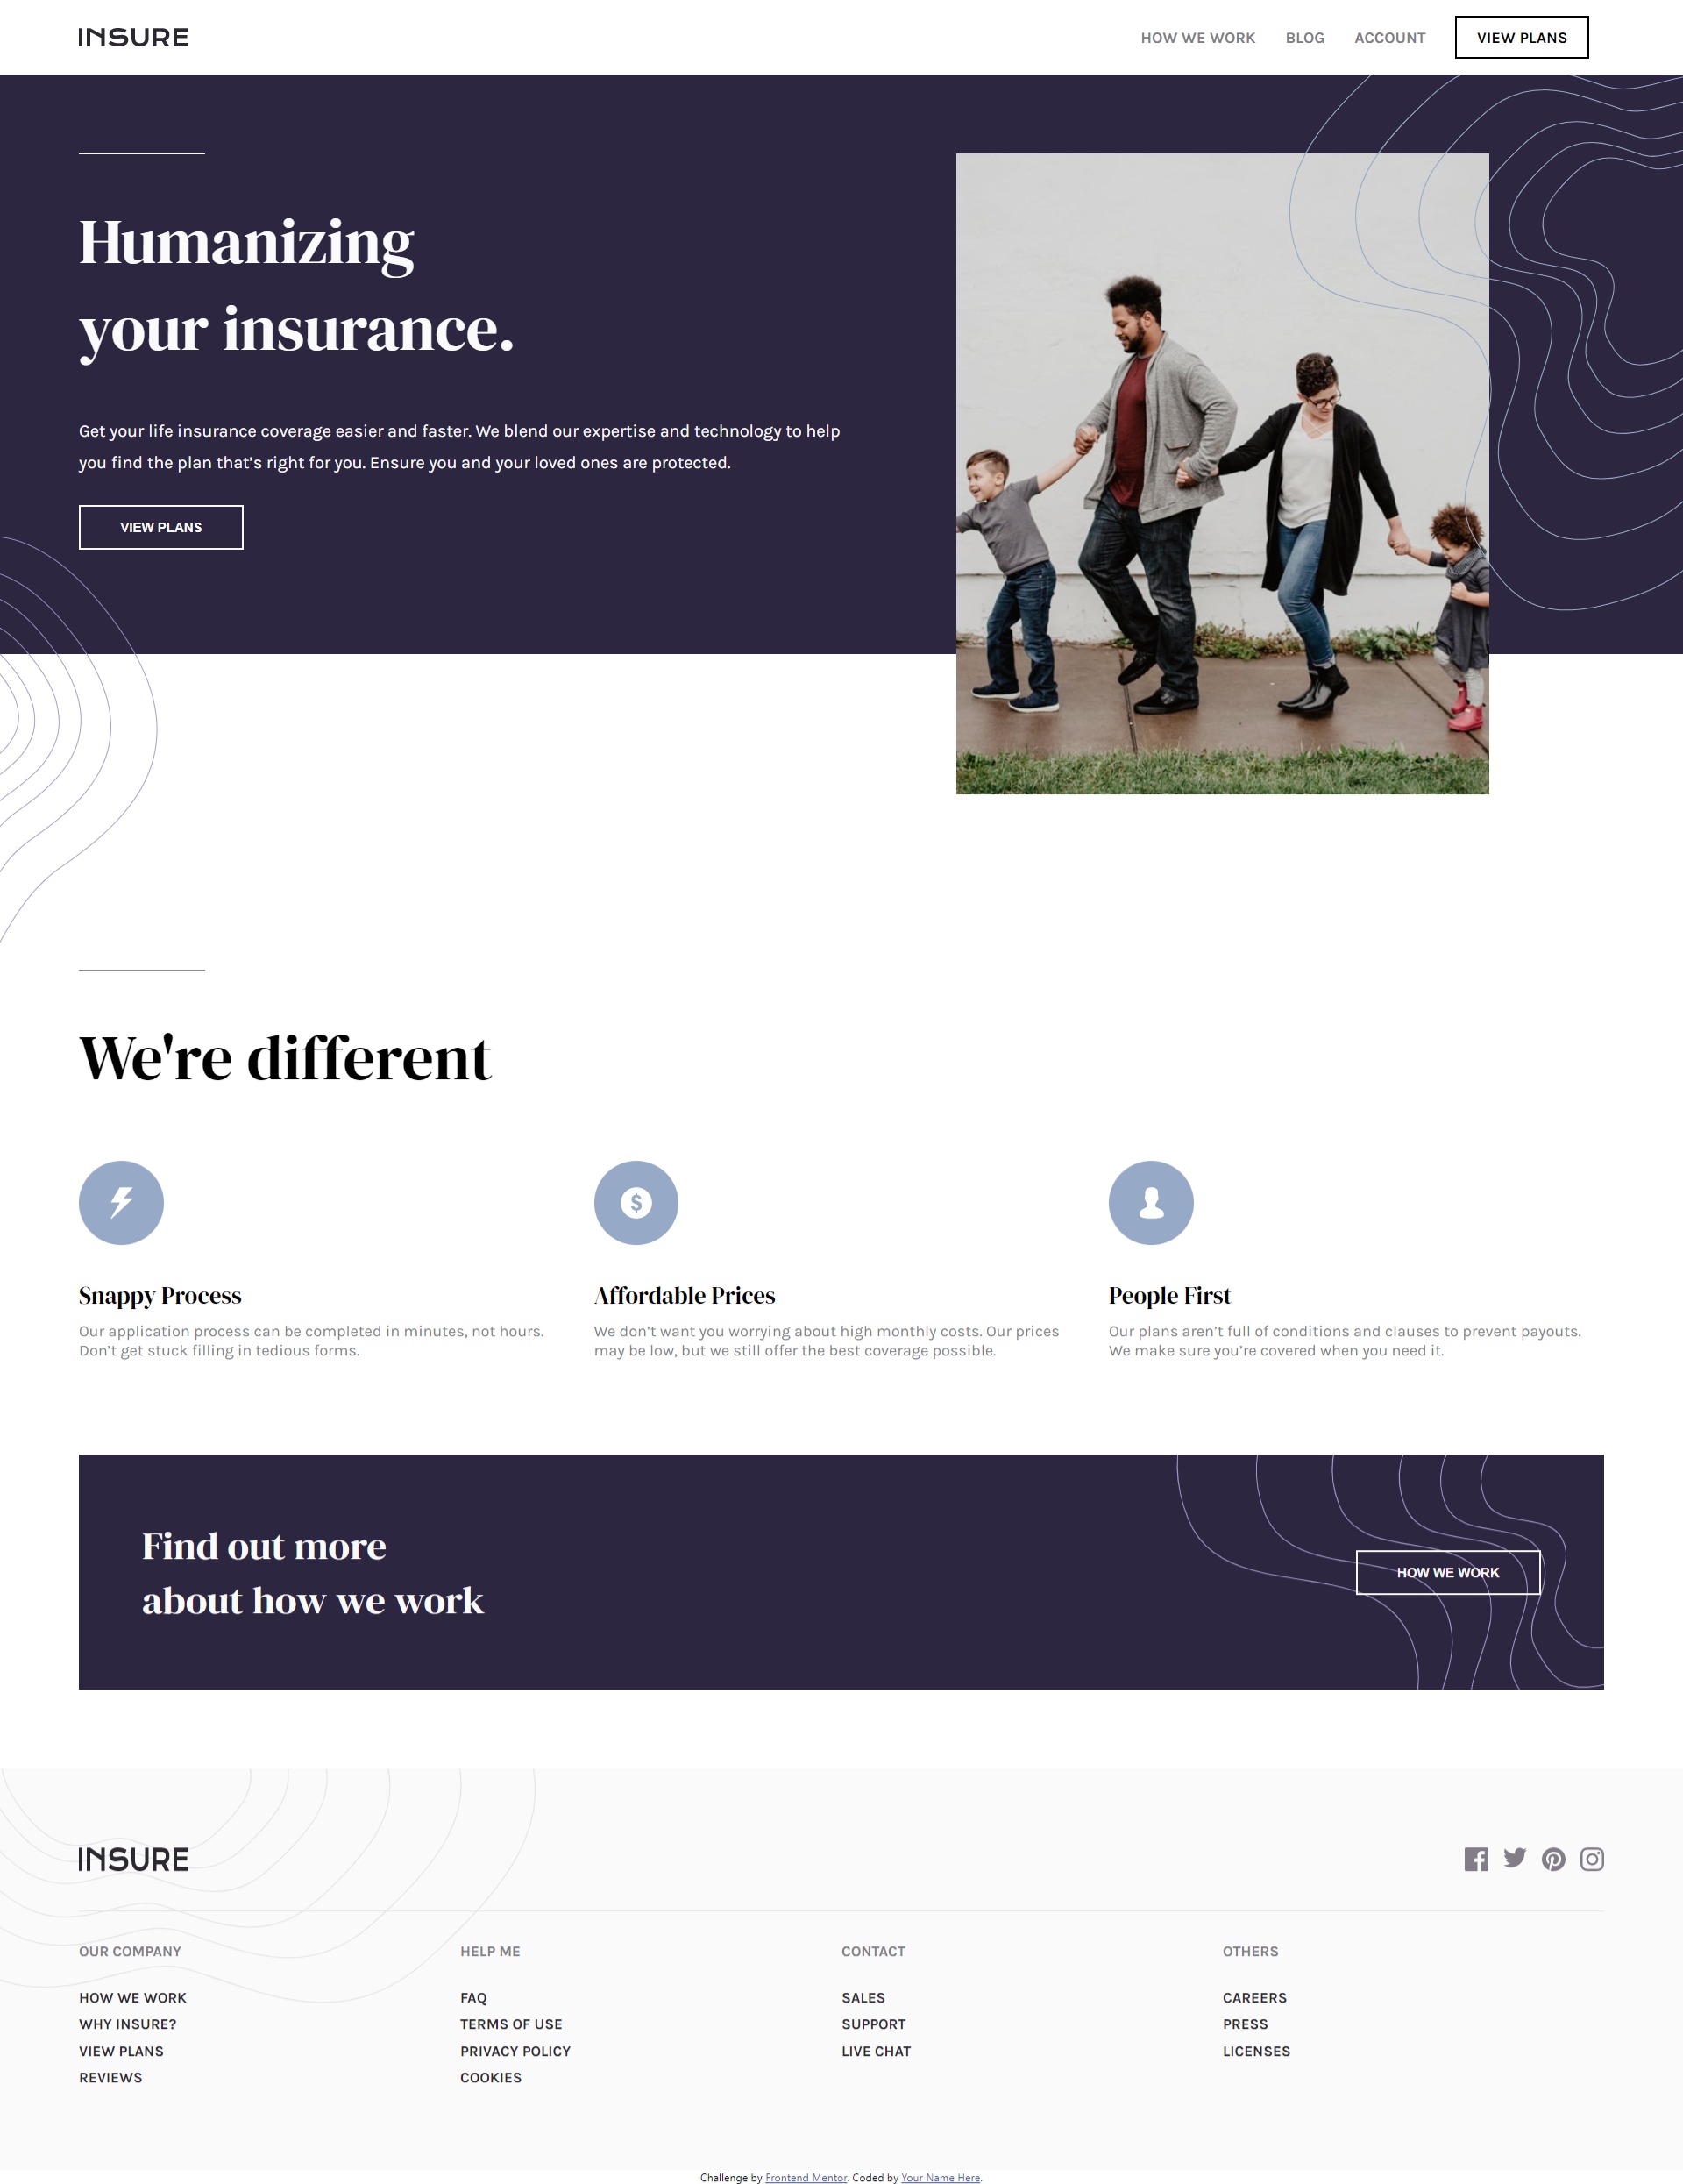 INSURE
HOW WE WORK BLOG ACCOUNT VIEW PLANS
Humanizing
your insurance.
Get your life insurance coverage easier and faster. We blend our expertise and technology to help
you find the plan that’s right for you. Ensure you and your loved ones are protected.
VIEW PLANS
We're different
Snappy Process
Our application process can be completed in minutes, not hours.
Don’t get stuck filling in tedious forms.
Affordable Prices
We don’t want you worrying about high monthly costs. Our prices
may be low, but we still offer the best coverage possible.
People First
Our plans aren’t full of conditions and clauses to prevent payouts.
We make sure you’re covered when you need it.
Find out more
about how we work
HOW WE WORK
INSURE
OUR COMPANY
HOW WE WORK
WHY INSURE?
VIEW PLANS
REVIEWS
HELP ME
FAQ
TERMS OF USE
PRIVACY POLICY
COOKIES
CONTACT
SALES
SUPPORT
LIVE CHAT
OTHERS
CAREERS
PRESS
LICENSES
Challenge by Frontend Mentor. Coded by Your Name Here.